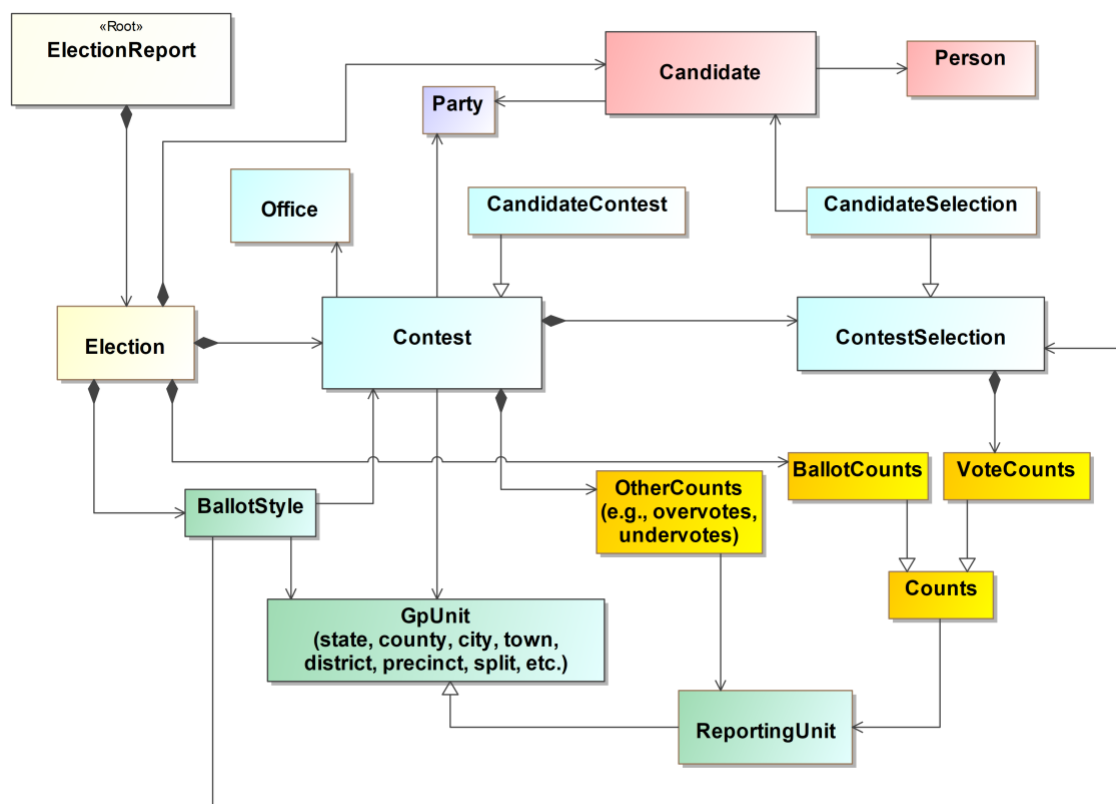 «Root»
ElectionReport
Candidate
Person
Party
Office
CandidateContest
CandidateSelection
Election
Contest
ContestSelection
BallotStyle
OtherCounts
(e.g., overvotes,
undervotes)
BallotCounts
VoteCounts
Counts
GpUnit
(state, county, city, town,
district, precinct, split, etc.)
ReportingUnit